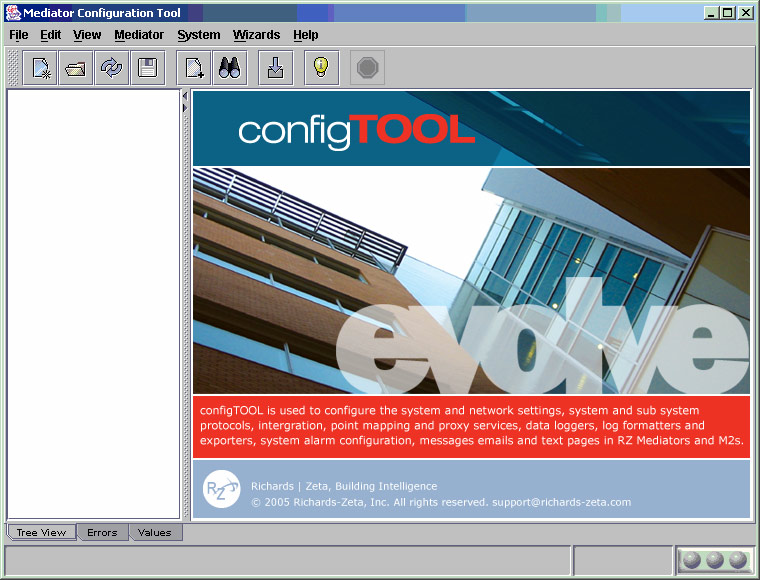 Mediator Configuration Tool
File Edit View Mediator System Wizards Help
configTOOL
evolve
configTOOL is used to configure the system and network settings, system and sub system
protocols, intergration, point mapping and proxy services, data loggers, log formatters and
exporters, system alarm configuration, messages emails and text pages in RZ Mediators and M2s.
RZ
Richards | Zeta, Building Intelligence
© 2005 Richards-Zeta, Inc. All rights reserved. support@richards-zeta.com
Tree View Errors Values